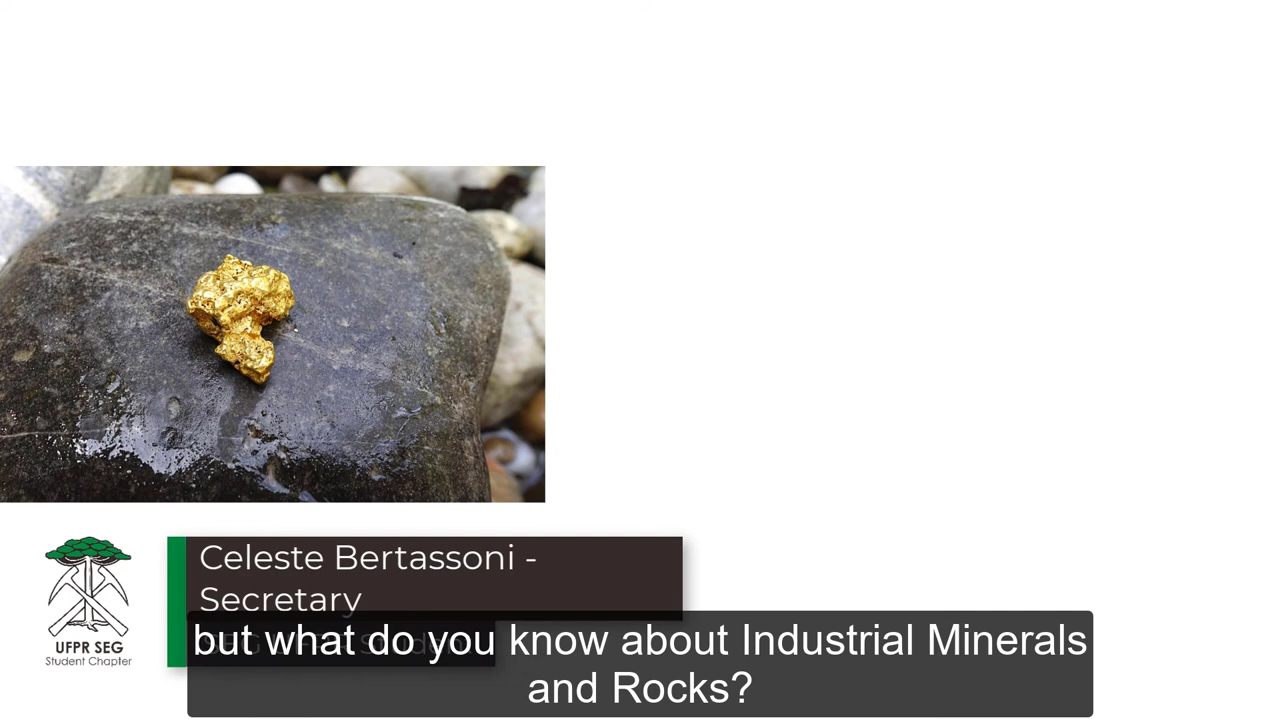 Celeste Bertassoni -
Secretary
UFPR SEG
Student Chapter
but what do you know about Industrial Minerals
and Rocks?